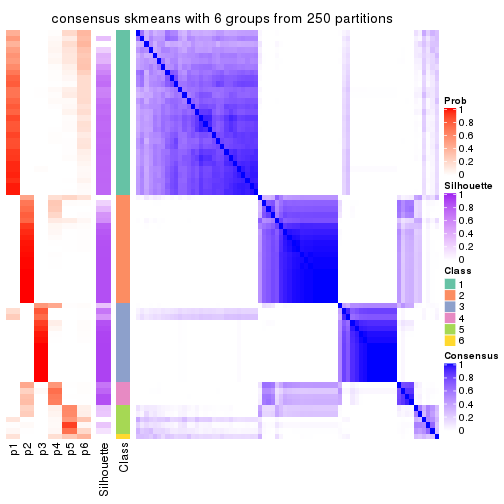 consensus skmeans with 6 groups from 250 partitions
p1
p2
p3
p4
p5
p6
Silhouette
Class
Prob
1
0.8
0.6
0.4
0.2
0
Silhouette
1
0.8
0.6
0.4
0.2
0
Class
1
2
3
4
5
6
Consensus
1
0.8
0.6
0.4
0.2
0